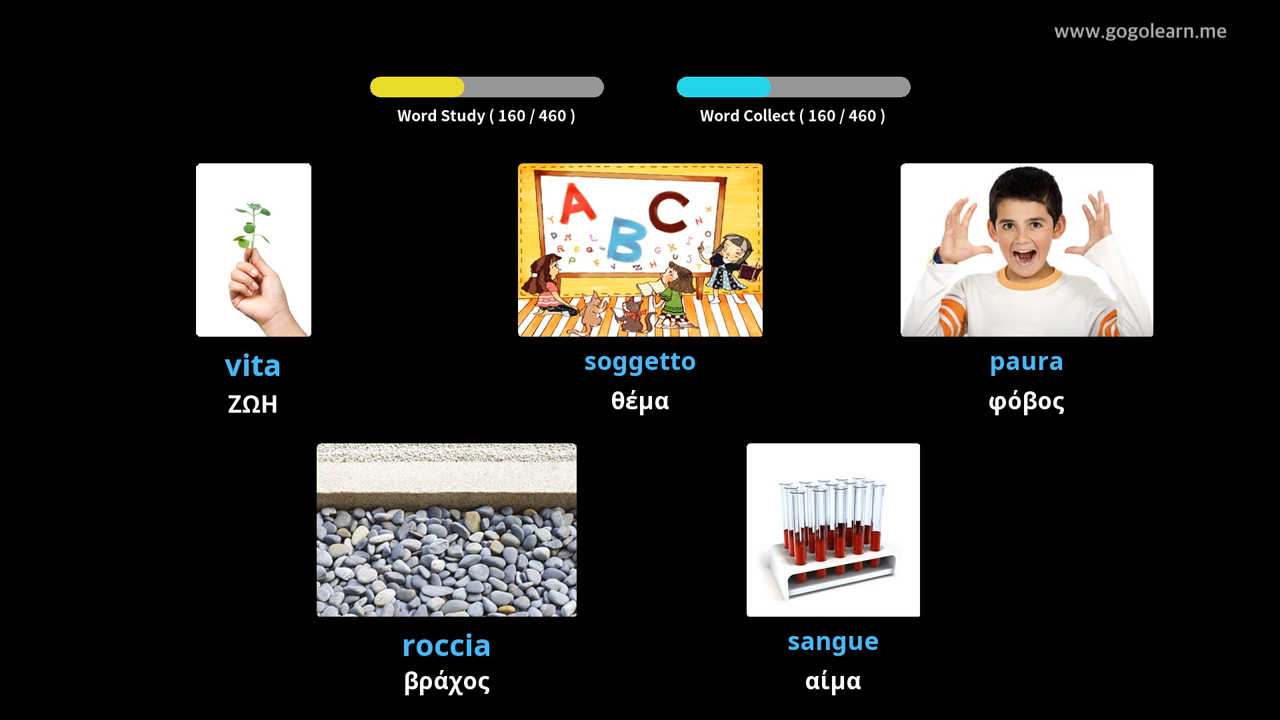 www.gogolearn.me
Word Study ( 160 / 460 )
Word Collect ( 160 / 460 )
A B C
vita
ΖΩΗ
soggetto
θέμα
paura
φόβος
roccia
βράχος
sangue
αίμα